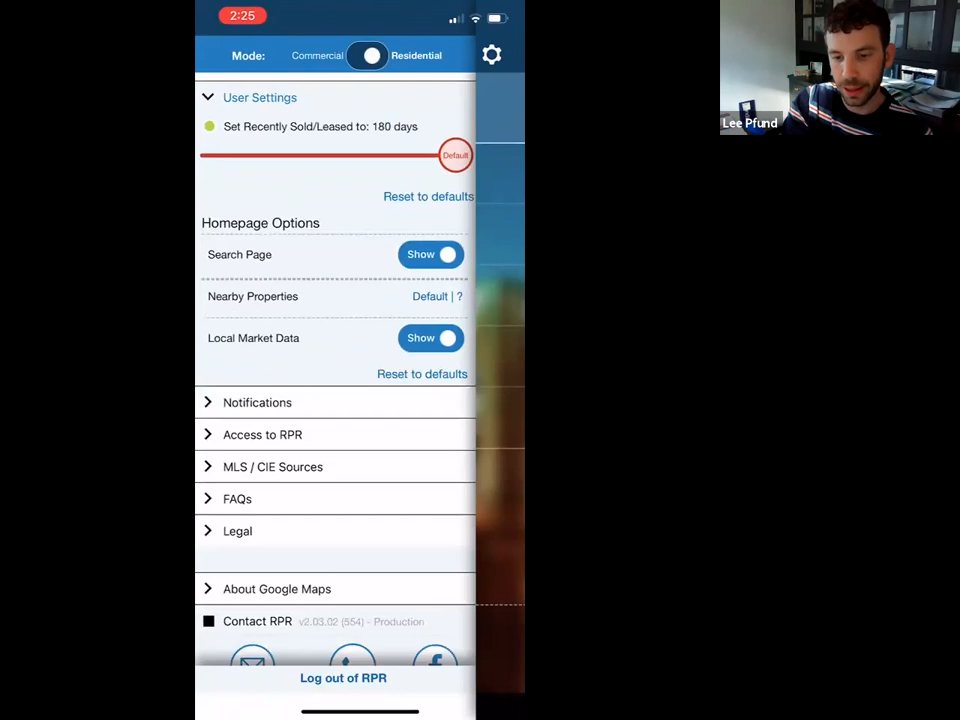 2:25
Mode: Commercial Residential
User Settings
Set Recently Sold/Leased to: 180 days
Default
Reset to defaults
Homepage Options
Search Page Show
Nearby Properties Default | ?
Local Market Data Show
Reset to defaults
Notifications
Access to RPR
MLS / CIE Sources
FAQs
Legal
About Google Maps
Contact RPR v2.03.02 (554) - Production
Log out of RPR
Lee Pfund